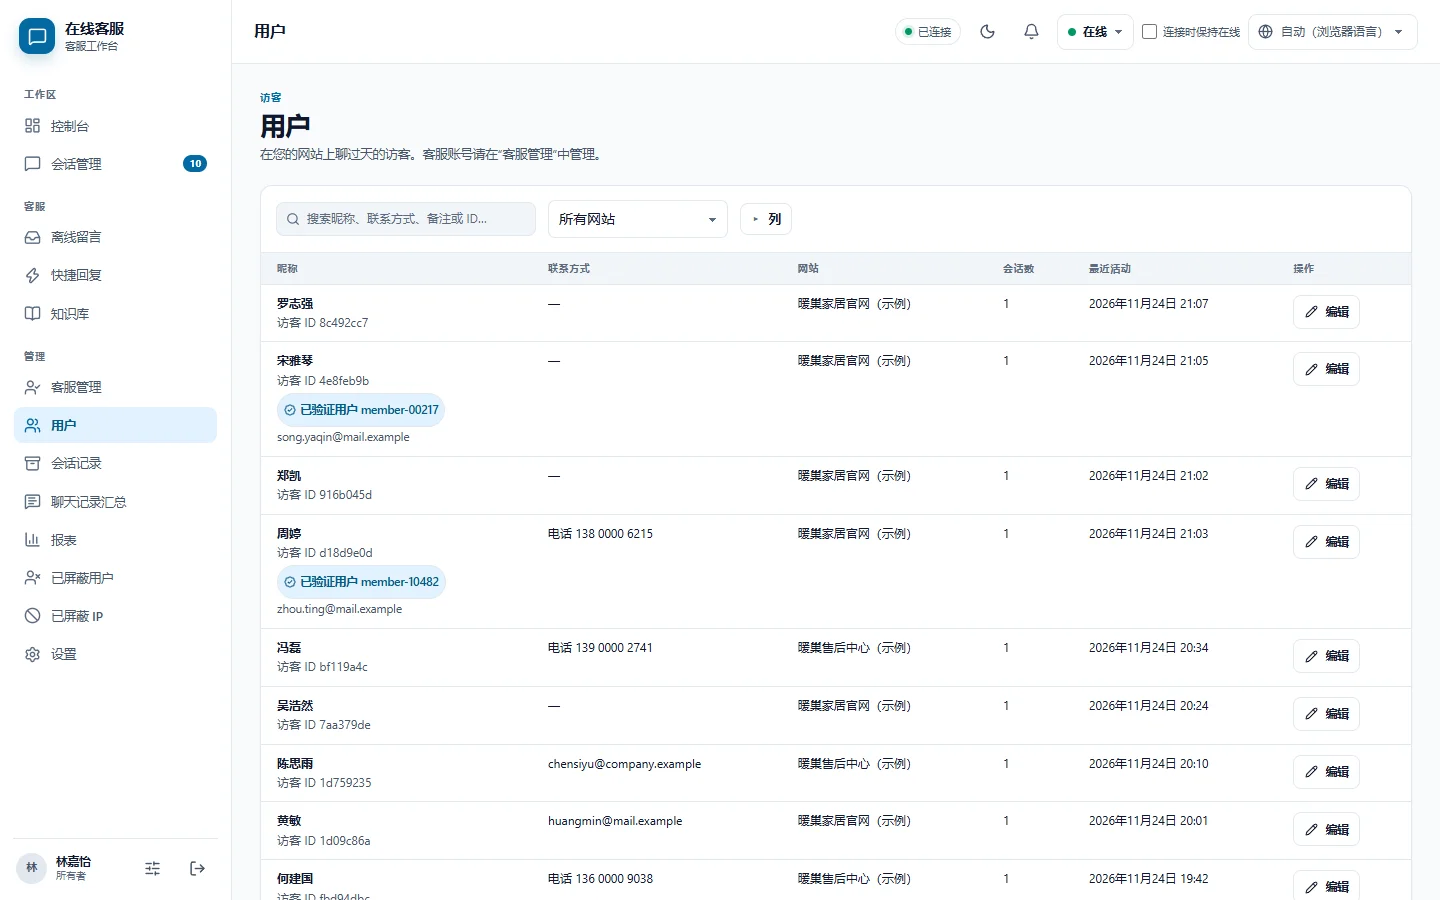 在线客服
客服工作台
工作区
控制台
会话管理 10
客服
离线留言
快捷回复
知识库
管理
客服管理
用户
会话记录
聊天记录汇总
报表
已屏蔽用户
已屏蔽 IP
设置
林 林嘉怡
所有者
用户
已连接
在线
连接时保持在线
自动（浏览器语言）
访客
用户
在您的网站上聊过天的访客。客服账号请在“客服管理”中管理。
搜索昵称、联系方式、备注或 ID...
所有网站
列
昵称 联系方式 网站 会话数 最近活动 操作
罗志强 — 暖巢家居官网（示例） 1 2026年11月24日 21:07 编辑
访客 ID 8c492cc7
宋雅琴 — 暖巢家居官网（示例） 1 2026年11月24日 21:05 编辑
访客 ID 4e8feb9b
已验证用户 member-00217
song.yaqin@mail.example
郑凯 — 暖巢家居官网（示例） 1 2026年11月24日 21:02 编辑
访客 ID 916b045d
周婷 电话 138 0000 6215 暖巢家居官网（示例） 1 2026年11月24日 21:03 编辑
访客 ID d18d9e0d
已验证用户 member-10482
zhou.ting@mail.example
冯磊 电话 139 0000 2741 暖巢售后中心（示例） 1 2026年11月24日 20:34 编辑
访客 ID bf119a4c
吴浩然 — 暖巢家居官网（示例） 1 2026年11月24日 20:24 编辑
访客 ID 7aa379de
陈思雨 chensiyu@company.example 暖巢售后中心（示例） 1 2026年11月24日 20:10 编辑
访客 ID 1d759235
黄敏 huangmin@mail.example 暖巢家居官网（示例） 1 2026年11月24日 20:01 编辑
访客 ID 1d09c86a
何建国 电话 136 0000 9038 暖巢售后中心（示例） 1 2026年11月24日 19:42 编辑
访客 ID